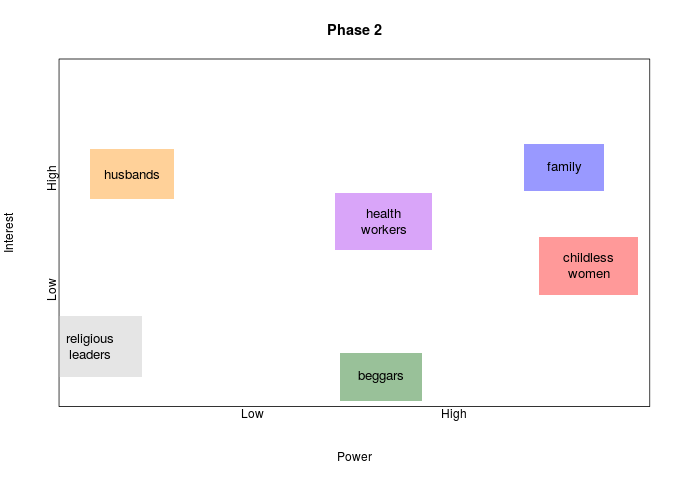 Phase 2
Interest
High
Low
husbands
family
health
workers
childless
women
religious
leaders
beggars
Low
High
Power